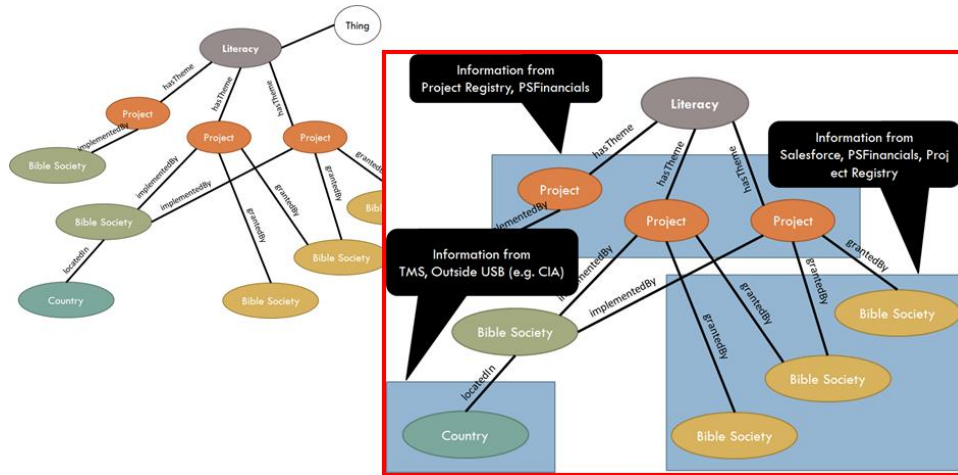 Thing
Literacy
hasTheme
hasTheme
hasTheme
Project
Project
Project
implementedBy
Bible Society
implementedBy
implementedBy
grantedBy
grantedBy
grantedBy
Bible Society
Bible
locatedIn
Bible Society
Country
Bible Society
Information from
Project Registry, PSFinancials
Literacy
Information from
Salesforce, PSFinancials, Proj
ect Registry
hasTheme
hasTheme
hasTheme
Project
Project
Project
Information from
TMS, Outside USB (e.g. CIA)
implementedBy
grantedBy
grantedBy
grantedBy
grantedBy
Bible Society
Bible Society
locatedIn
Bible Society
Country
Bible Society